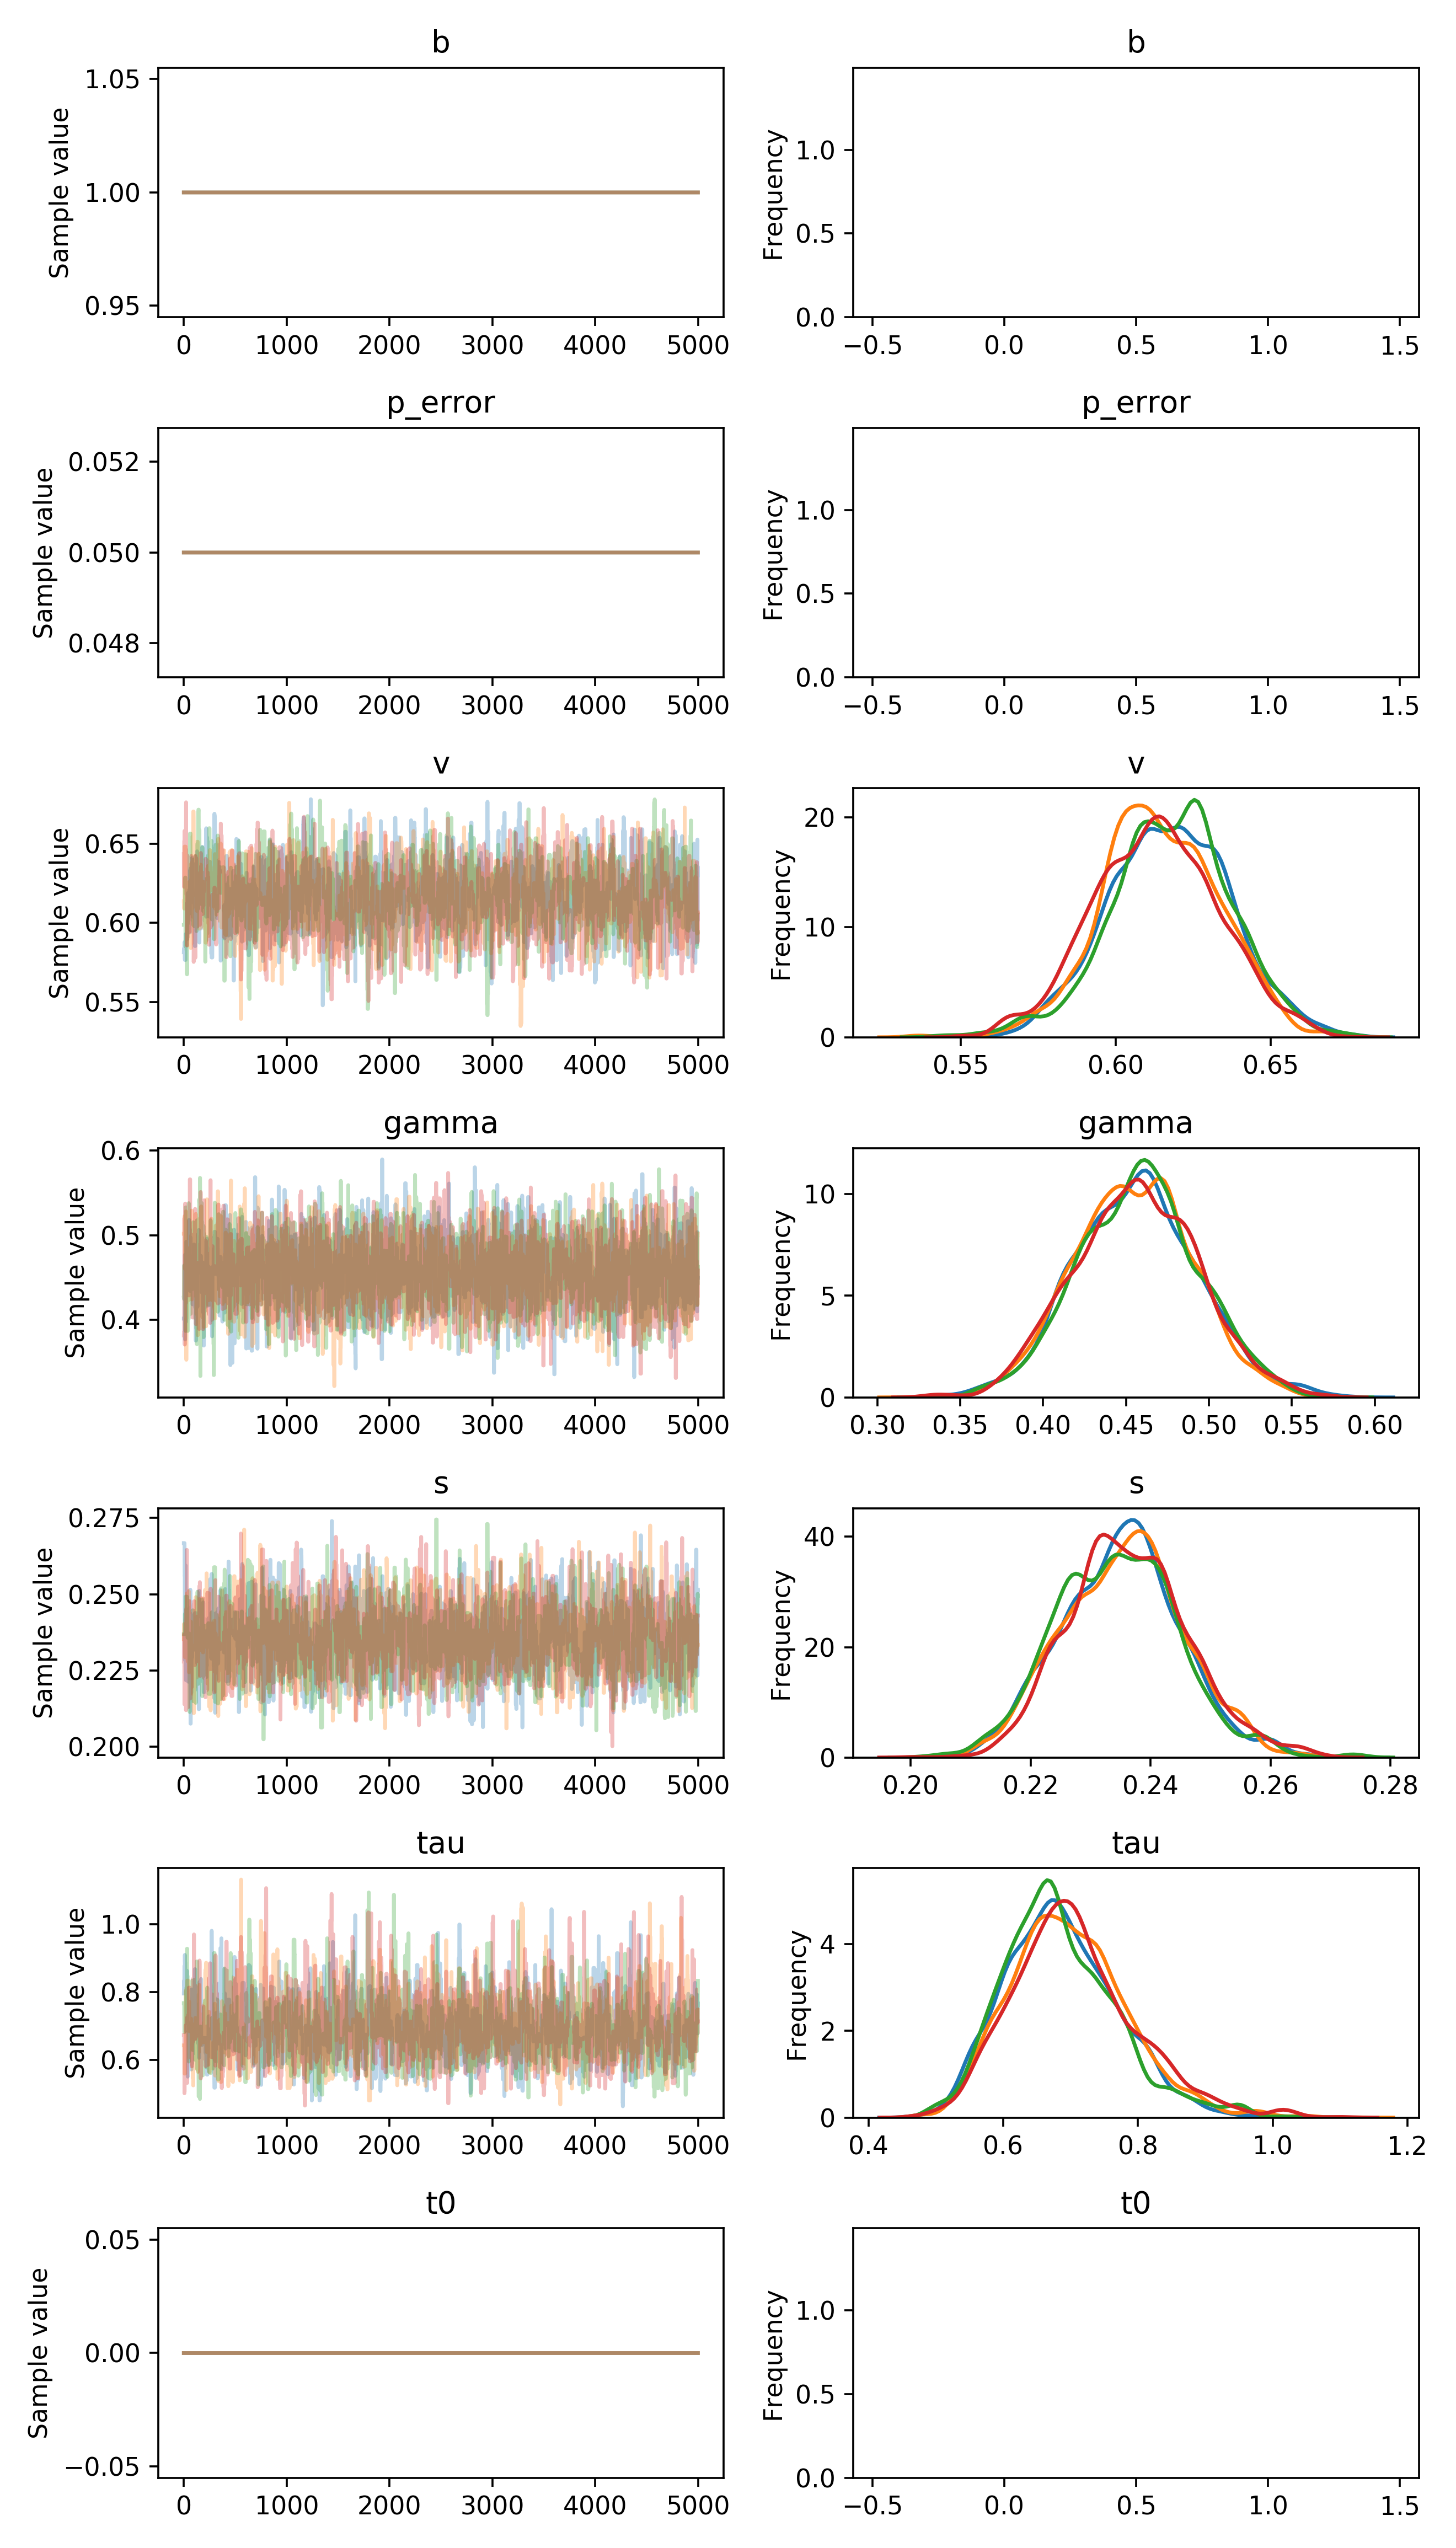 b
b
1.05
1.00
0.95
Sample value
0 1000 2000 3000 4000 5000
1.0
0.5
0.0
Frequency
−0.5 0.0 0.5 1.0 1.5
p_error
p_error
0.052
0.050
0.048
Sample value
0 1000 2000 3000 4000 5000
1.0
0.5
0.0
Frequency
−0.5 0.0 0.5 1.0 1.5
v
v
0.65
0.60
0.55
Sample value
0 1000 2000 3000 4000 5000
20
10
0
Frequency
0.55 0.60 0.65
gamma
gamma
0.6
0.5
0.4
Sample value
0 1000 2000 3000 4000 5000
10
5
0
Frequency
0.30 0.35 0.40 0.45 0.50 0.55 0.60
s
s
0.275
0.250
0.225
0.200
Sample value
0 1000 2000 3000 4000 5000
40
20
0
Frequency
0.20 0.22 0.24 0.26 0.28
tau
tau
1.0
0.8
0.6
Sample value
0 1000 2000 3000 4000 5000
4
2
0
Frequency
0.4 0.6 0.8 1.0 1.2
t0
t0
0.05
0.00
−0.05
Sample value
0 1000 2000 3000 4000 5000
1.0
0.5
0.0
Frequency
−0.5 0.0 0.5 1.0 1.5